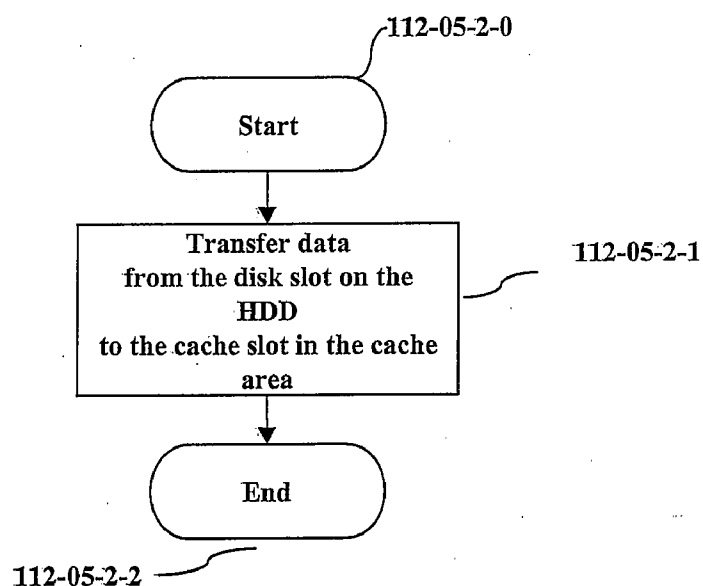 112-05-2-0
Start
Transfer data
from the disk slot on the
HDD
to the cache slot in the cache
area
112-05-2-1
End
112-05-2-2